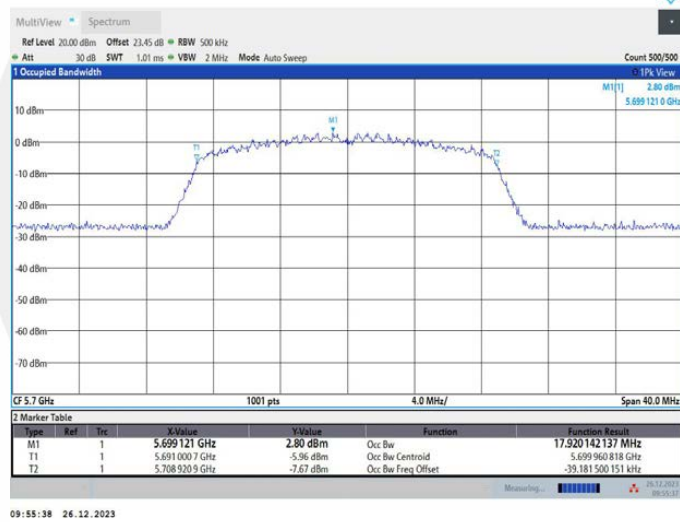 MultiView Spectrum
Ref Level 20.00 dBm Offset 23.45 dB RBW 500 kHz
Att 30 dB SWT 1.01 ms VBW 2 MHz Mode Auto Sweep Count 500/500
1 Occupied Bandwidth 1Pk View
M1[1] 2.80 dBm
5.699 121 0 GHz
10 dBm
M1
0 dBm
T1
T2
-10 dBm
-20 dBm
-30 dBm
-40 dBm
-50 dBm
-60 dBm
-70 dBm
CF 5.7 GHz 1001 pts 4.0 MHz/ Span 40.0 MHz
2 Marker Table
Type Ref Trc X-Value Y-Value Function Function Result
M1 1 5.699 121 GHz 2.80 dBm Occ Bw 17.920 142 137 MHz
T1 1 5.691 000 7 GHz -5.96 dBm Occ Bw Centroid 5.699 960 818 GHz
T2 1 5.708 920 9 GHz -7.67 dBm Occ Bw Freq Offset -39.181 500 151 kHz
Measuring... 26.12.2023
09:55:37
09:55:38 26.12.2023